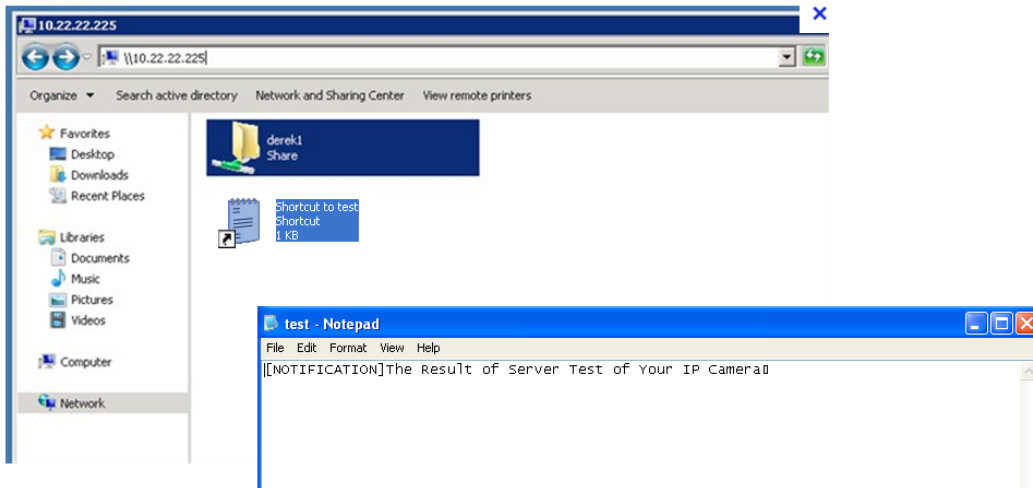 10.22.22.225
\\10.22.22.225
Organize Search active directory Network and Sharing Center View remote printers
Favorites
Desktop
Downloads
Recent Places
Libraries
Documents
Music
Pictures
Videos
Computer
Network
derek1
Share
Shortcut to test
Shortcut
1 KB
test - Notepad
File Edit Format View Help
[NOTIFICATION]The Result of Server Test of Your IP Camera▯